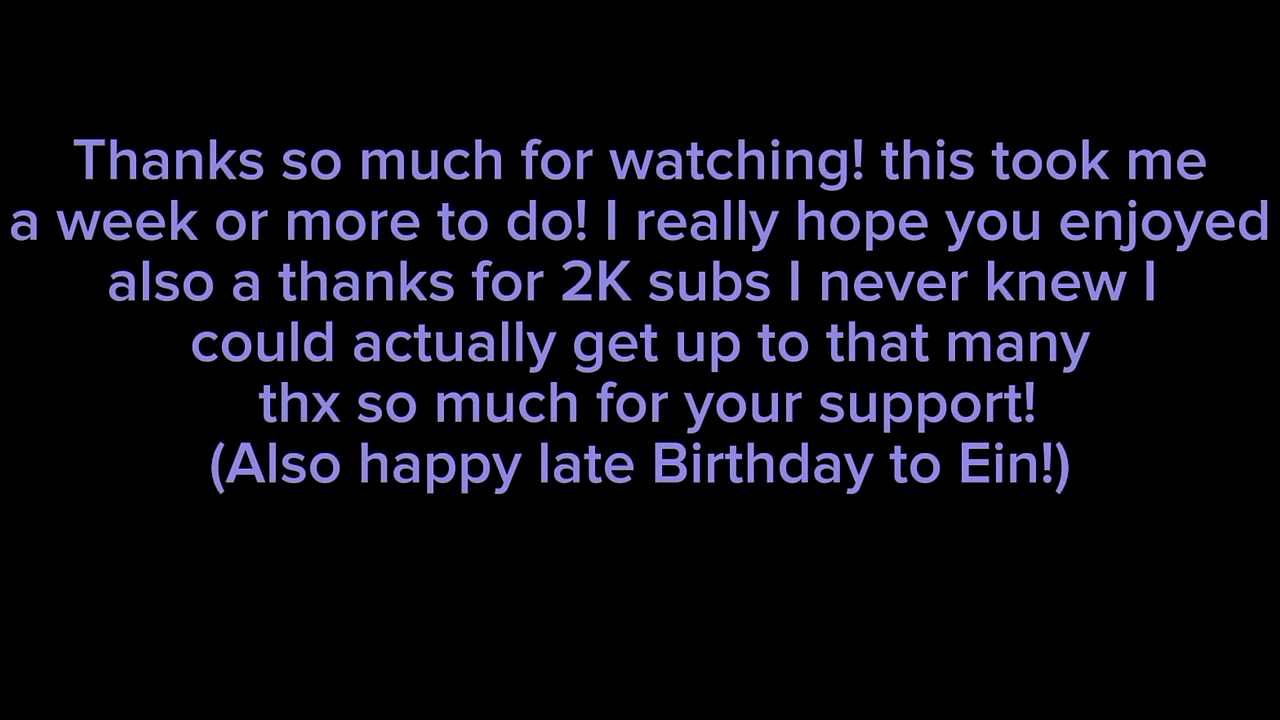 Thanks so much for watching! this took me
a week or more to do! I really hope you enjoyed
also a thanks for 2K subs I never knew I
could actually get up to that many
thx so much for your support!
(Also happy late Birthday to Ein!)